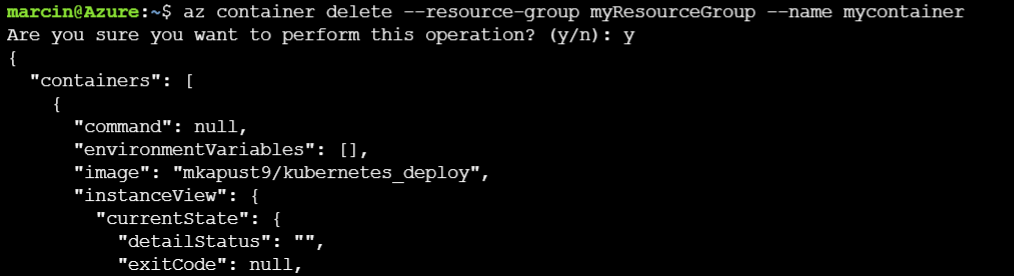 marcin@Azure:~$ az container delete --resource-group myResourceGroup --name mycontainer
Are you sure you want to perform this operation? (y/n): y
{
  "containers": [
    {
      "command": null,
      "environmentVariables": [],
      "image": "mkapust9/kubernetes_deploy",
      "instanceView": {
        "currentState": {
          "detailStatus": "",
          "exitCode": null,